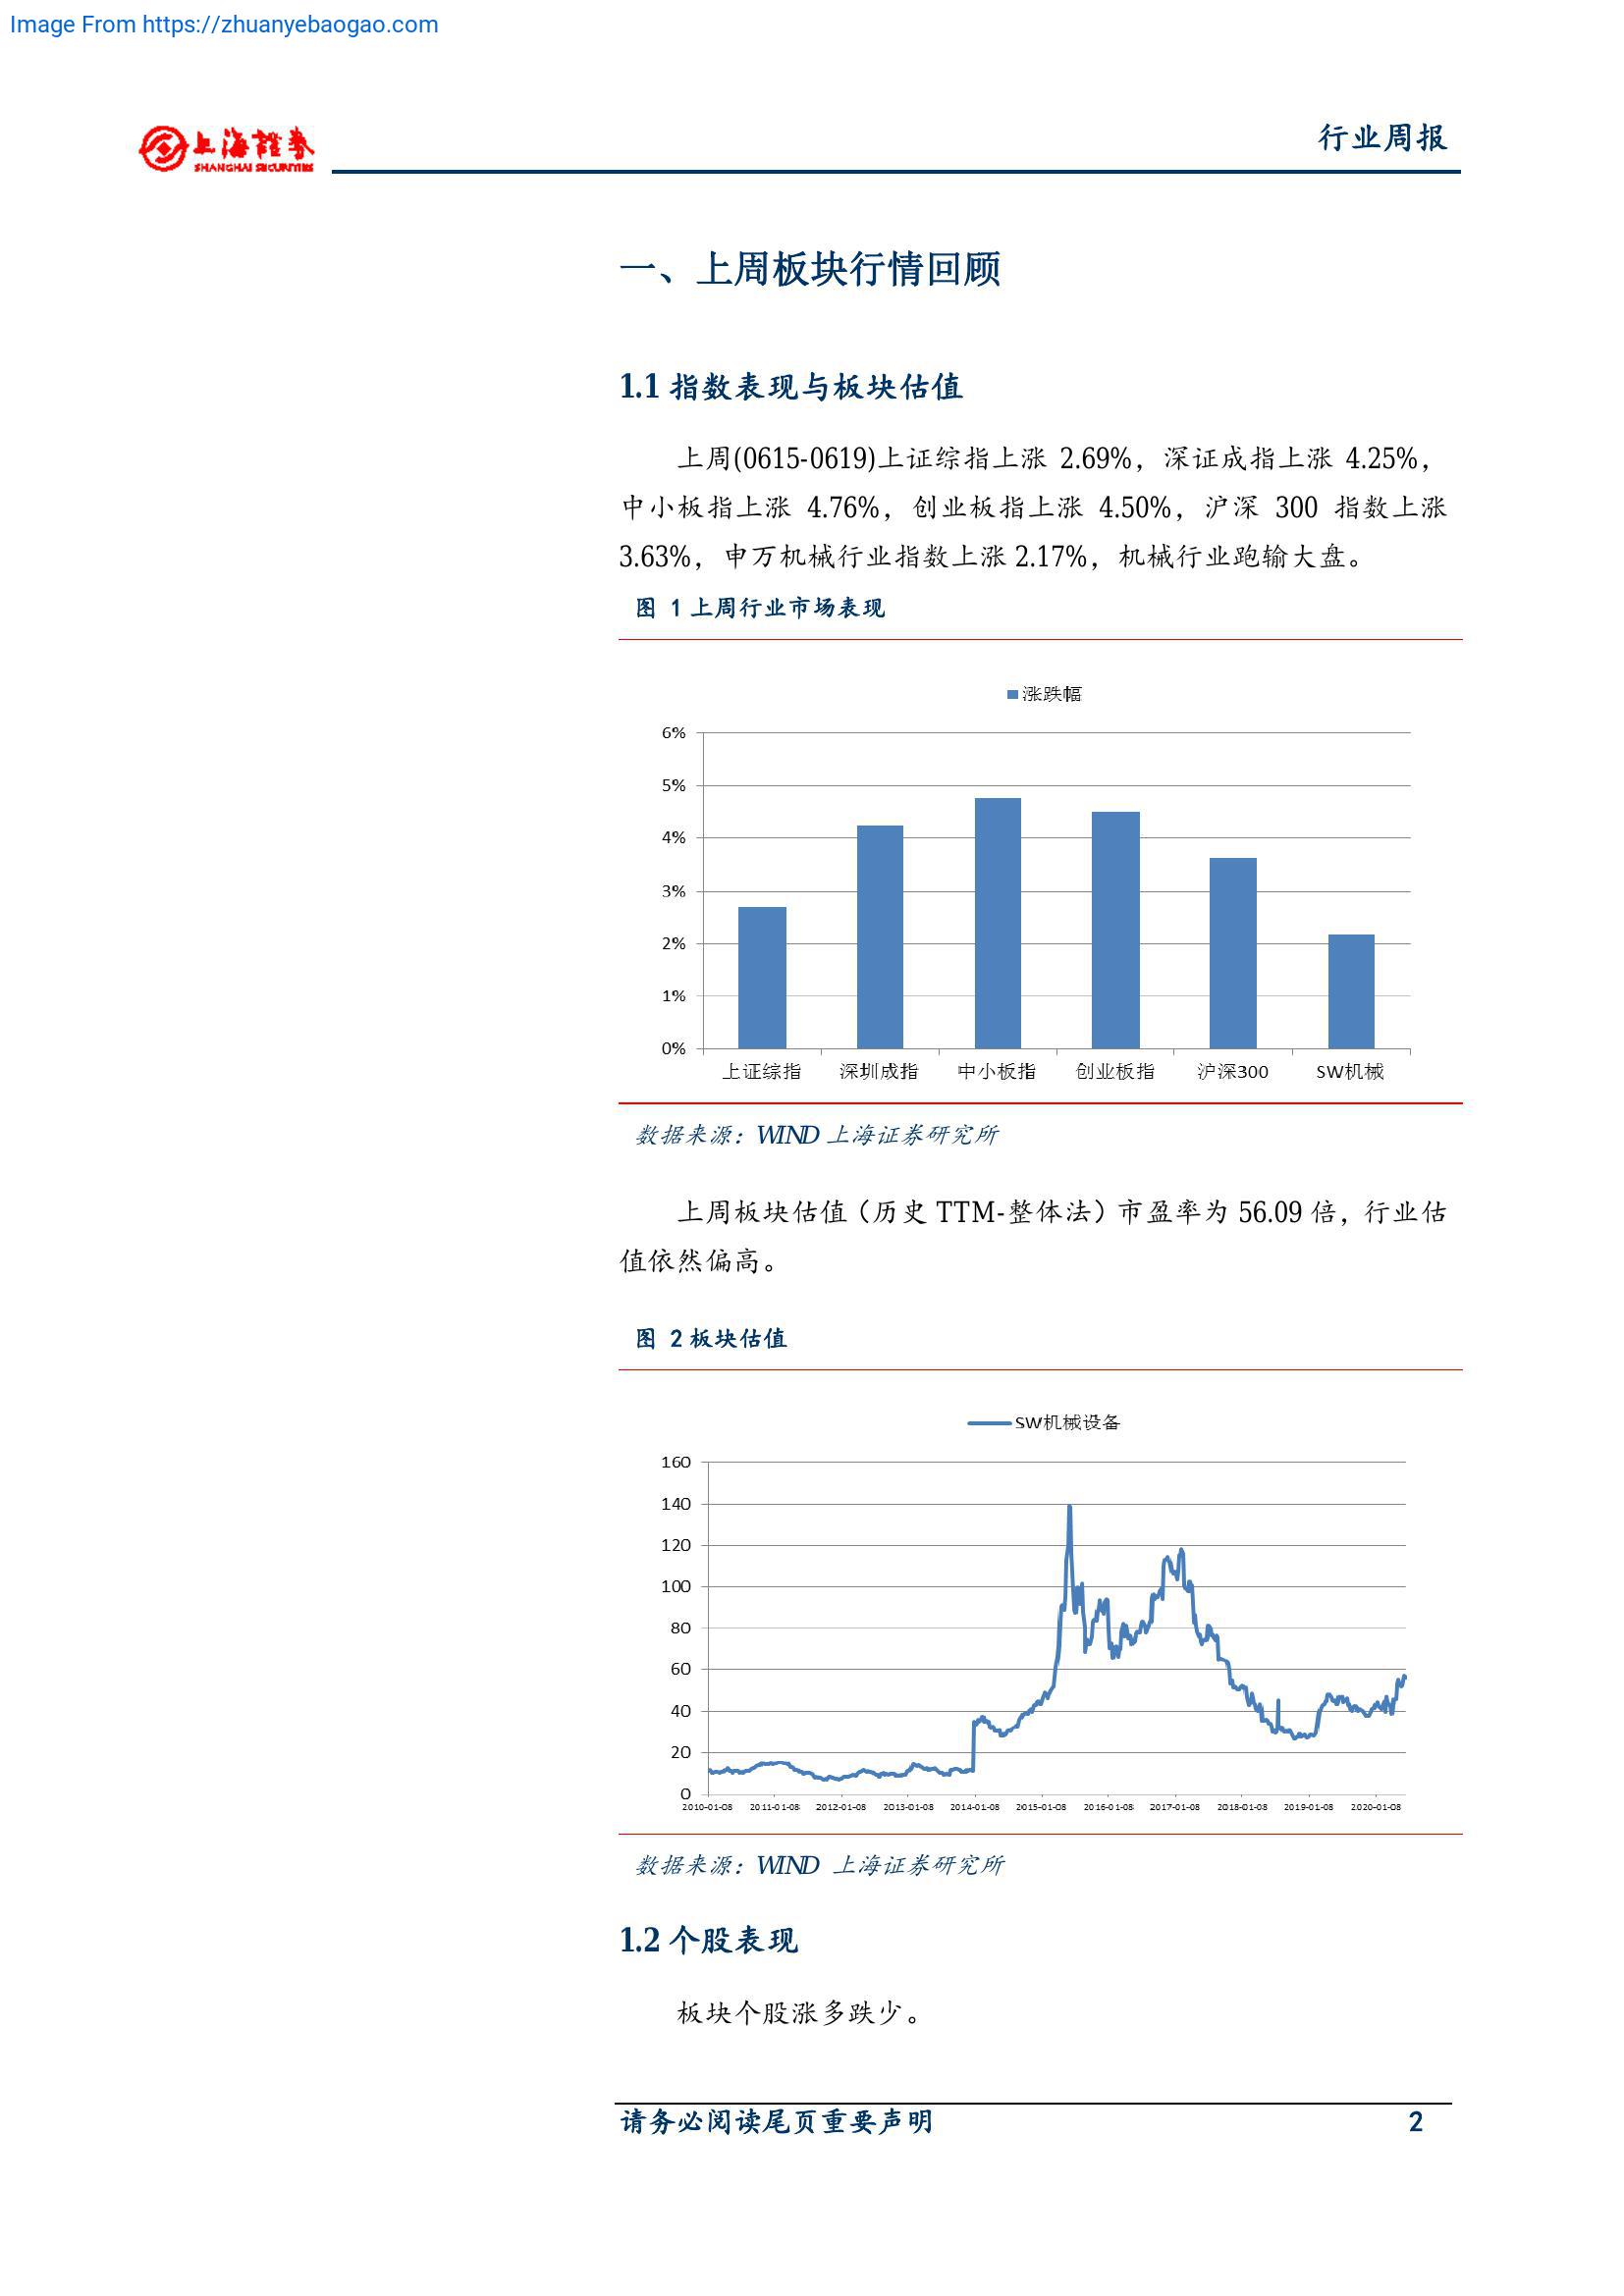 Image From https://zhuanyebaogao.com
上海證券
SHANGHAI SECURITIES
行业周报
一、上周板块行情回顾
1.1 指数表现与板块估值
上周(0615-0619)上证综指上涨 2.69%，深证成指上涨 4.25%，
中小板指上涨 4.76%，创业板指上涨 4.50%，沪深 300 指数上涨
3.63%，申万机械行业指数上涨 2.17%，机械行业跑输大盘。
图 1 上周行业市场表现
涨跌幅
6%
5%
4%
3%
2%
1%
0%
上证综指 深圳成指 中小板指 创业板指 沪深300 SW机械
数据来源：WIND 上海证券研究所
上周板块估值（历史 TTM-整体法）市盈率为 56.09 倍，行业估
值依然偏高。
图 2 板块估值
SW机械设备
160
140
120
100
80
60
40
20
0
2010-01-08 2011-01-08 2012-01-08 2013-01-08 2014-01-08 2015-01-08 2016-01-08 2017-01-08 2018-01-08 2019-01-08 2020-01-08
数据来源：WIND 上海证券研究所
1.2 个股表现
板块个股涨多跌少。
请务必阅读尾页重要声明 2